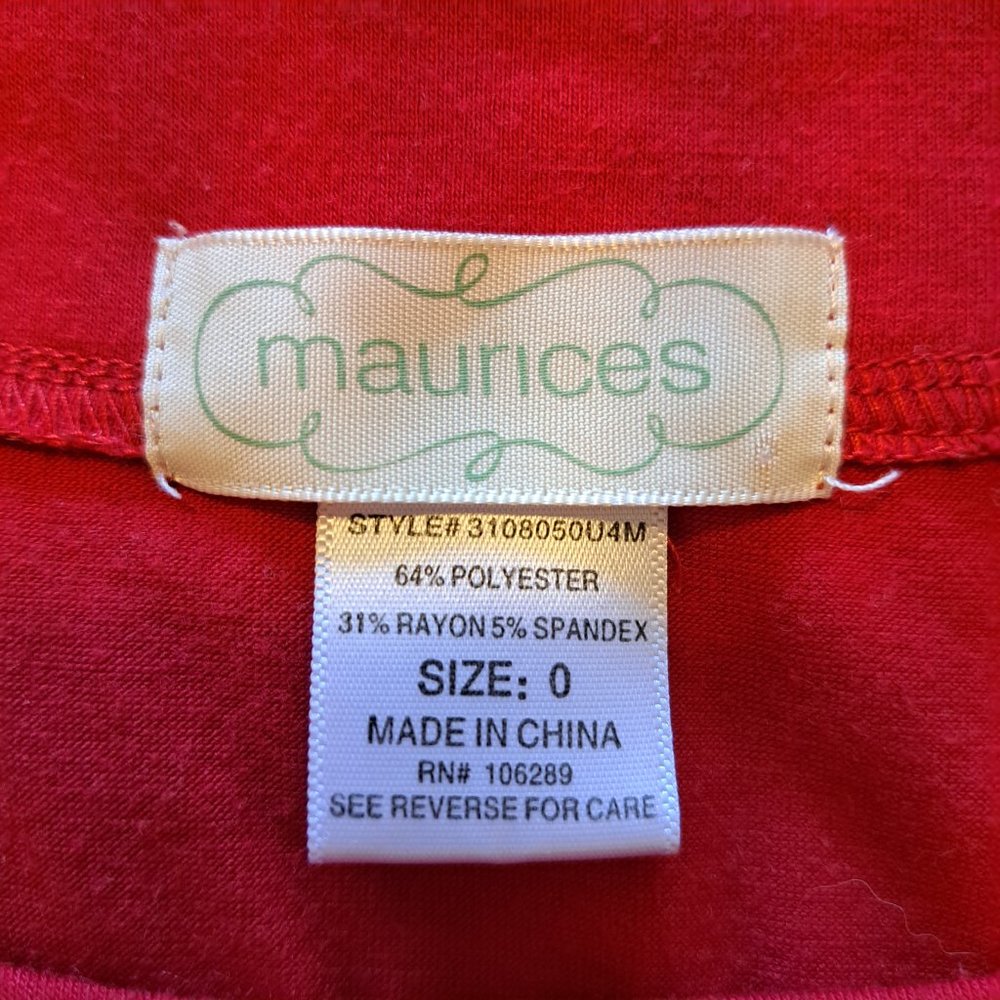 maurices
STYLE# 3108050U4M
64% POLYESTER
31% RAYON 5% SPANDEX
SIZE: 0
MADE IN CHINA
RN# 106289
SEE REVERSE FOR CARE